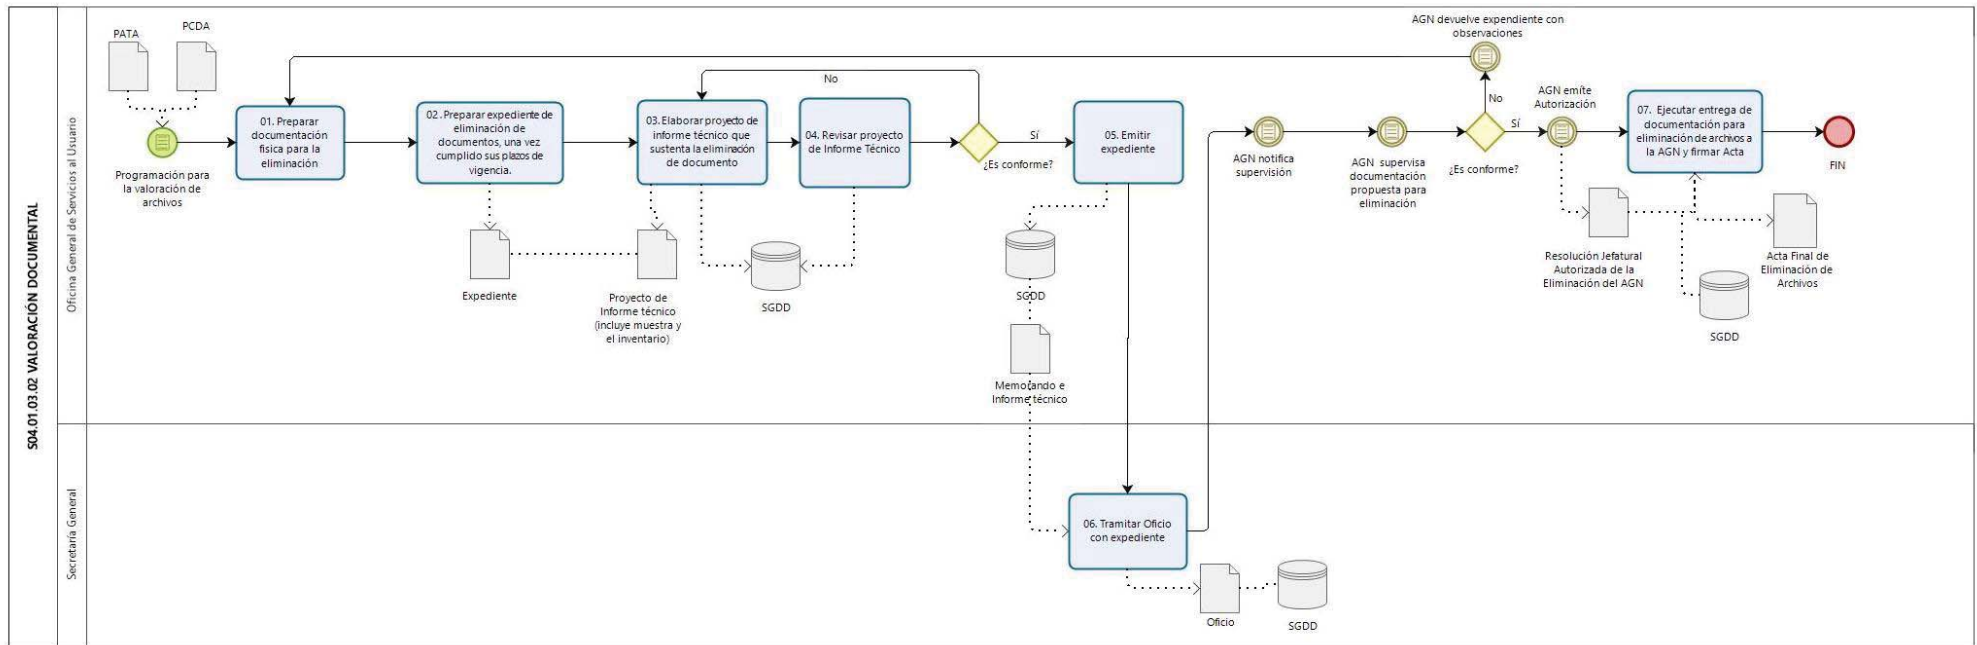 S04.01.03.02 VALORACIÓN DOCUMENTAL
Oficina General de Servicios al Usuario
PATA
PCDA
Programación para
la valoración de
archivos
01. Preparar
documentación
física para la
eliminación
02. Preparar expediente de
eliminación de
documentos, una vez
cumplido sus plazos de
vigencia.
Expediente
03. Elaborar proyecto de
informe técnico que
sustenta la eliminación
de documento
Proyecto de
Informe técnico
(incluye muestra y
el inventario)
No
04. Revisar proyecto
de Informe Técnico
SGDD
¿Es conforme?
Sí
05. Emitir
expediente
SGDD
Memorando e
Informe técnico
AGN notifica
supervisión
AGN supervisa
documentación
propuesta para
eliminación
AGN devuelve expendiente con
observaciones
No
¿Es conforme?
Sí
AGN emíte
Autorización
Resolución Jefatural
Autorizada de la
Eliminación del AGN
07. Ejecutar entrega de
documentación para
eliminación de archivos a
la AGN y firmar Acta
SGDD
Acta Final de
Eliminación de
Archivos
FIN
Secretaría General
06. Tramitar Oficio
con expediente
Oficio
SGDD